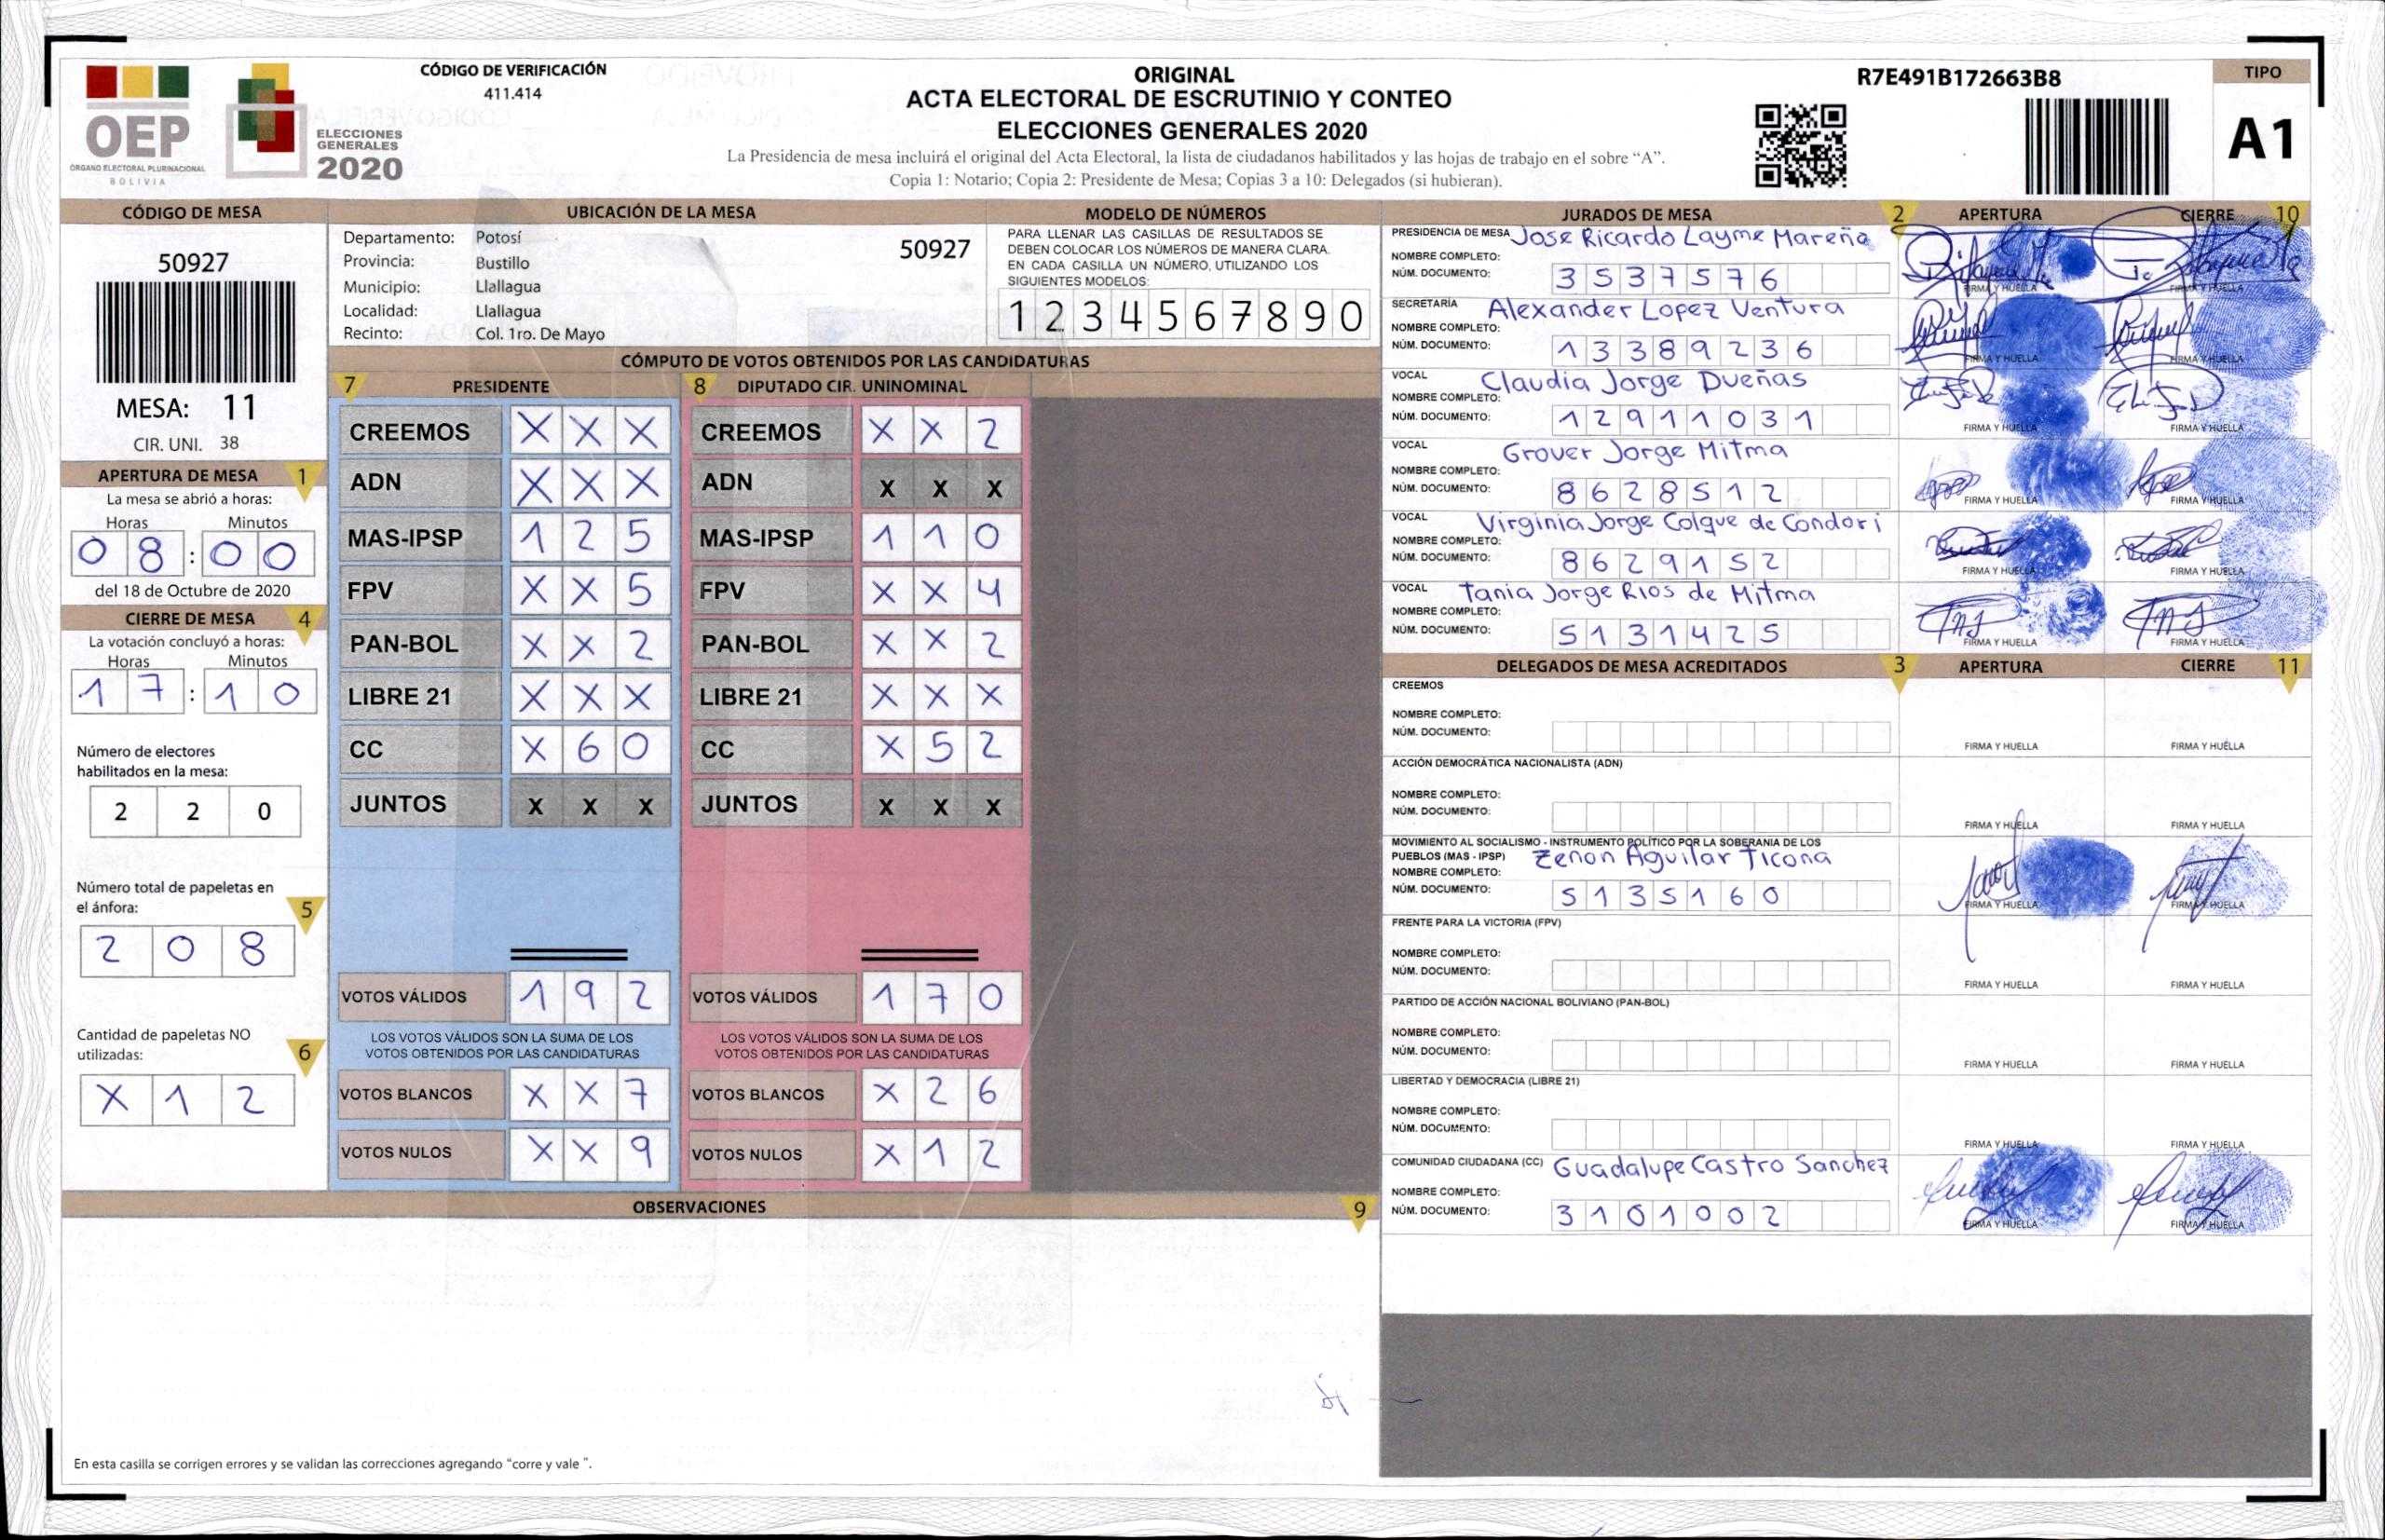 OEP
ÓRGANO ELECTORAL PLURINACIONAL
BOLIVIA
ELECCIONES
GENERALES
2020
CÓDIGO DE VERIFICACIÓN
411.414
ORIGINAL
ACTA ELECTORAL DE ESCRUTINIO Y CONTEO
ELECCIONES GENERALES 2020
La Presidencia de mesa incluirá el original del Acta Electoral, la lista de ciudadanos habilitados y las hojas de trabajo en el sobre “A”.
Copia 1: Notario; Copia 2: Presidente de Mesa; Copias 3 a 10: Delegados (si hubieran).
R7E491B172663B8
TIPO
A1
CÓDIGO DE MESA
50927
MESA: 11
CIR. UNI. 38
APERTURA DE MESA 1
La mesa se abrió a horas:
Horas Minutos
08:00
del 18 de Octubre de 2020
CIERRE DE MESA 4
La votación concluyó a horas:
Horas Minutos
17:10
Número de electores
habilitados en la mesa:
2 2 0
Número total de papeletas en
el ánfora: 5
2 0 8
Cantidad de papeletas NO
utilizadas: 6
X 1 2
UBICACIÓN DE LA MESA
Departamento: Potosí
50927
Provincia: Bustillo
Municipio: Llallagua
Localidad: Llallagua
Recinto: Col. 1ro. De Mayo
MODELO DE NÚMEROS
PARA LLENAR LAS CASILLAS DE RESULTADOS SE
DEBEN COLOCAR LOS NÚMEROS DE MANERA CLARA.
EN CADA CASILLA UN NÚMERO, UTILIZANDO LOS
SIGUIENTES MODELOS:
1 2 3 4 5 6 7 8 9 0
CÓMPUTO DE VOTOS OBTENIDOS POR LAS CANDIDATURAS
7 PRESIDENTE 8 DIPUTADO CIR. UNINOMINAL
CREEMOS X X X CREEMOS X X 2
ADN X X X ADN X X X
MAS-IPSP 1 2 5 MAS-IPSP 1 1 0
FPV X X 5 FPV X X 4
PAN-BOL X X 2 PAN-BOL X X 2
LIBRE 21 X X X LIBRE 21 X X X
CC X 6 0 CC X 5 2
JUNTOS X X X JUNTOS X X X
VOTOS VÁLIDOS 1 9 2 VOTOS VÁLIDOS 1 7 0
LOS VOTOS VÁLIDOS SON LA SUMA DE LOS LOS VOTOS VÁLIDOS SON LA SUMA DE LOS
VOTOS OBTENIDOS POR LAS CANDIDATURAS VOTOS OBTENIDOS POR LAS CANDIDATURAS
VOTOS BLANCOS X X 7 VOTOS BLANCOS X 2 6
VOTOS NULOS X X 9 VOTOS NULOS X 1 2
OBSERVACIONES 9
En esta casilla se corrigen errores y se validan las correcciones agregando “corre y vale ”.
JURADOS DE MESA 2 APERTURA CIERRE 10
PRESIDENCIA DE MESA Jose Ricardo Layme Mareña
NOMBRE COMPLETO:
NÚM. DOCUMENTO: 3537576
FIRMA Y HUELLA FIRMA Y HUELLA
SECRETARÍA Alexander Lopez Ventura
NOMBRE COMPLETO:
NÚM. DOCUMENTO: 13389236
FIRMA Y HUELLA FIRMA Y HUELLA
VOCAL Claudia Jorge Dueñas
NOMBRE COMPLETO:
NÚM. DOCUMENTO: 12911031
FIRMA Y HUELLA FIRMA Y HUELLA
VOCAL Grover Jorge Mitma
NOMBRE COMPLETO:
NÚM. DOCUMENTO: 8628512
FIRMA Y HUELLA FIRMA Y HUELLA
VOCAL Virginia Jorge Colque de Condori
NOMBRE COMPLETO:
NÚM. DOCUMENTO: 8629152
FIRMA Y HUELLA FIRMA Y HUELLA
VOCAL Tania Jorge Rios de Mitma
NOMBRE COMPLETO:
NÚM. DOCUMENTO: 5131425
FIRMA Y HUELLA FIRMA Y HUELLA
DELEGADOS DE MESA ACREDITADOS 3 APERTURA CIERRE 11
CREEMOS
NOMBRE COMPLETO:
NÚM. DOCUMENTO:
FIRMA Y HUELLA FIRMA Y HUELLA
ACCIÓN DEMOCRÁTICA NACIONALISTA (ADN)
NOMBRE COMPLETO:
NÚM. DOCUMENTO:
FIRMA Y HUELLA FIRMA Y HUELLA
MOVIMIENTO AL SOCIALISMO - INSTRUMENTO POLÍTICO POR LA SOBERANIA DE LOS
PUEBLOS (MAS - IPSP) Zenon Aguilar Ticona
NOMBRE COMPLETO:
NÚM. DOCUMENTO: 5135160
FIRMA Y HUELLA FIRMA Y HUELLA
FRENTE PARA LA VICTORIA (FPV)
NOMBRE COMPLETO:
NÚM. DOCUMENTO:
FIRMA Y HUELLA FIRMA Y HUELLA
PARTIDO DE ACCIÓN NACIONAL BOLIVIANO (PAN-BOL)
NOMBRE COMPLETO:
NÚM. DOCUMENTO:
FIRMA Y HUELLA FIRMA Y HUELLA
LIBERTAD Y DEMOCRACIA (LIBRE 21)
NOMBRE COMPLETO:
NÚM. DOCUMENTO:
FIRMA Y HUELLA FIRMA Y HUELLA
COMUNIDAD CIUDADANA (CC) Guadalupe Castro Sanchez
NOMBRE COMPLETO:
NÚM. DOCUMENTO: 3101002
FIRMA Y HUELLA FIRMA Y HUELLA